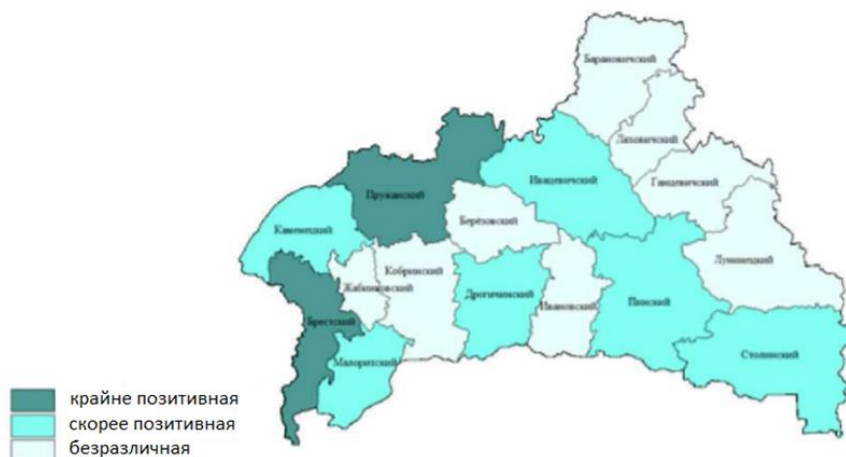 Барановичский
Ляховичский
Ганцевичский
Ивацевичский
Пружанский
Берёзовский
Каменецкий
Лунинецкий
Кобринский
Жабинковский
Дрогичинский
Ивановский
Пинский
Брестский
Столинский
Малоритский
крайне позитивная
скорее позитивная
безразличная